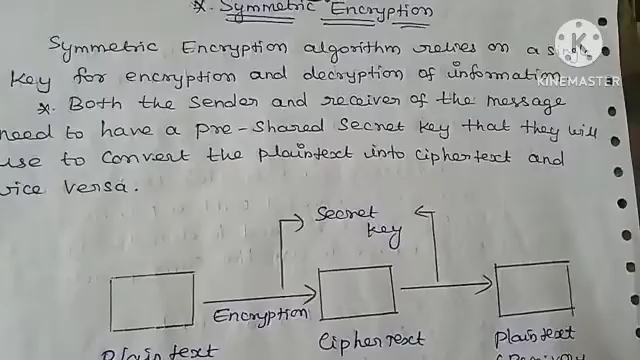 * Symmetric Encryption
Symmetric Encryption algorithm relies on a
key for encryption and decryption of information
* Both the sender and receiver of the message
need to have a pre-shared secret key that they will
use to convert the plaintext into ciphertext and
vice versa.
Secret
key
Encryption
Plaintext
Ciphertext
Plaintext
KINEMASTER